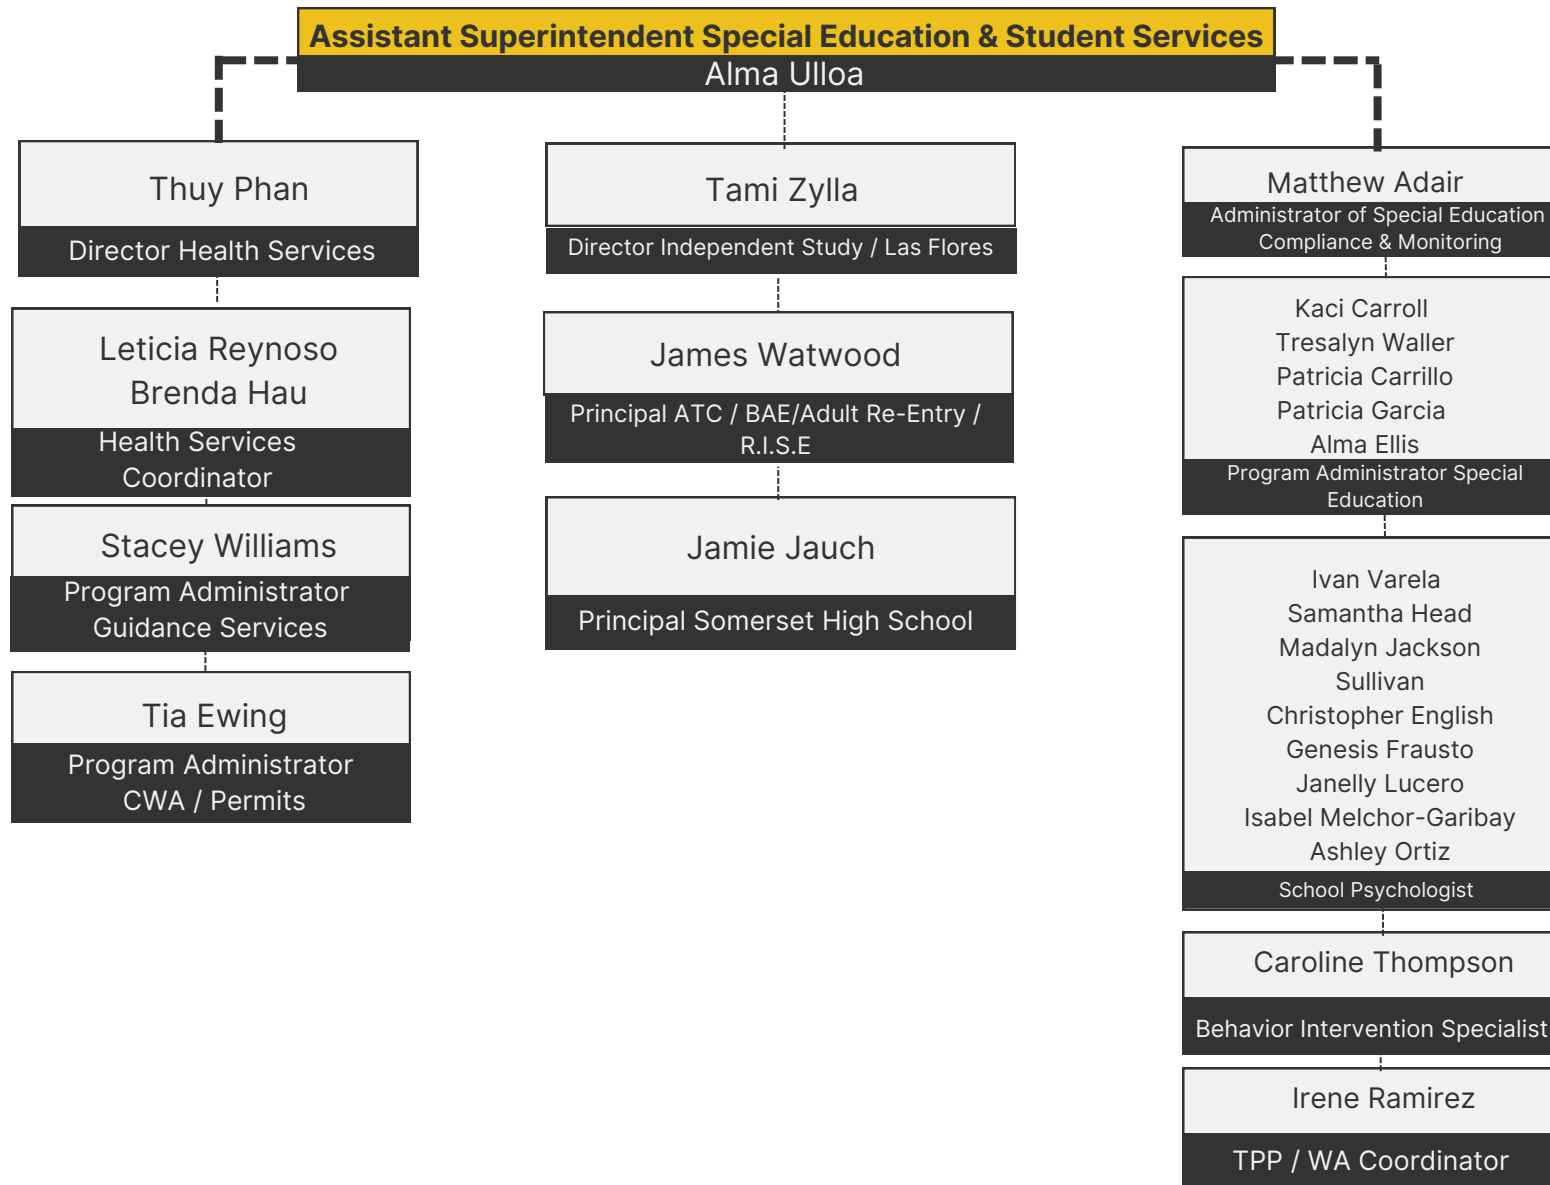 Assistant Superintendent Special Education & Student Services
Alma Ulloa
Thuy Phan
Director Health Services
Leticia Reynoso
Brenda Hau
Health Services
Coordinator
Stacey Williams
Program Administrator
Guidance Services
Tia Ewing
Program Administrator
CWA / Permits
Tami Zylla
Director Independent Study / Las Flores
James Watwood
Principal ATC / BAE/Adult Re-Entry /
R.I.S.E
Jamie Jauch
Principal Somerset High School
Matthew Adair
Administrator of Special Education
Compliance & Monitoring
Kaci Carroll
Tresalyn Waller
Patricia Carrillo
Patricia Garcia
Alma Ellis
Program Administrator Special
Education
Ivan Varela
Samantha Head
Madalyn Jackson
Sullivan
Christopher English
Genesis Frausto
Janelly Lucero
Isabel Melchor-Garibay
Ashley Ortiz
School Psychologist
Caroline Thompson
Behavior Intervention Specialist
Irene Ramirez
TPP / WA Coordinator